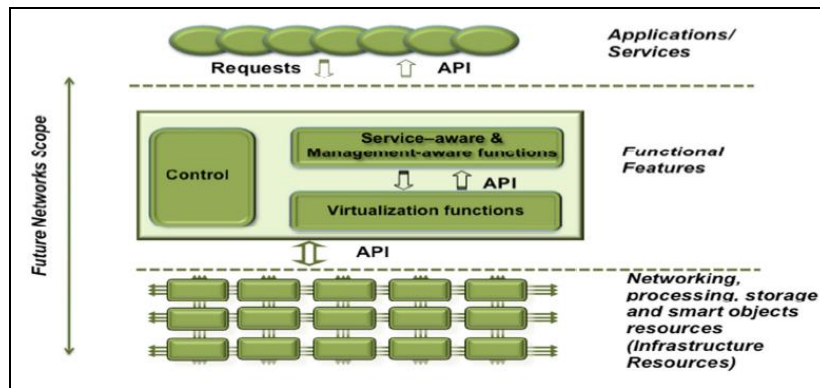 Applications/
Services
Requests
API
Future Networks Scope
Control
Service–aware &
Management-aware functions
API
Virtualization functions
Functional
Features
API
Networking,
processing, storage
and smart objects
resources
(Infrastructure
Resources)